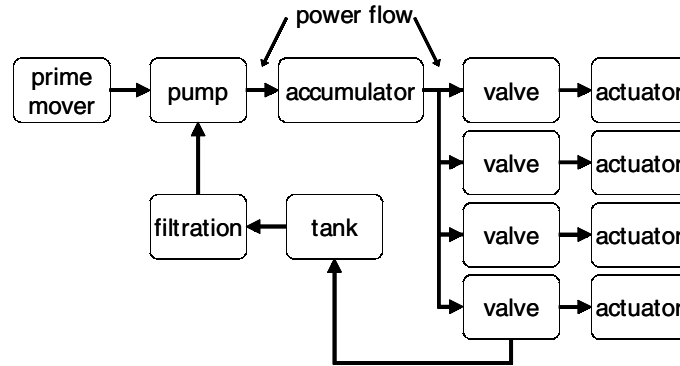 power flow
prime
mover
pump
accumulator
valve
actuator
valve
actuator
filtration
tank
valve
actuator
valve
actuator